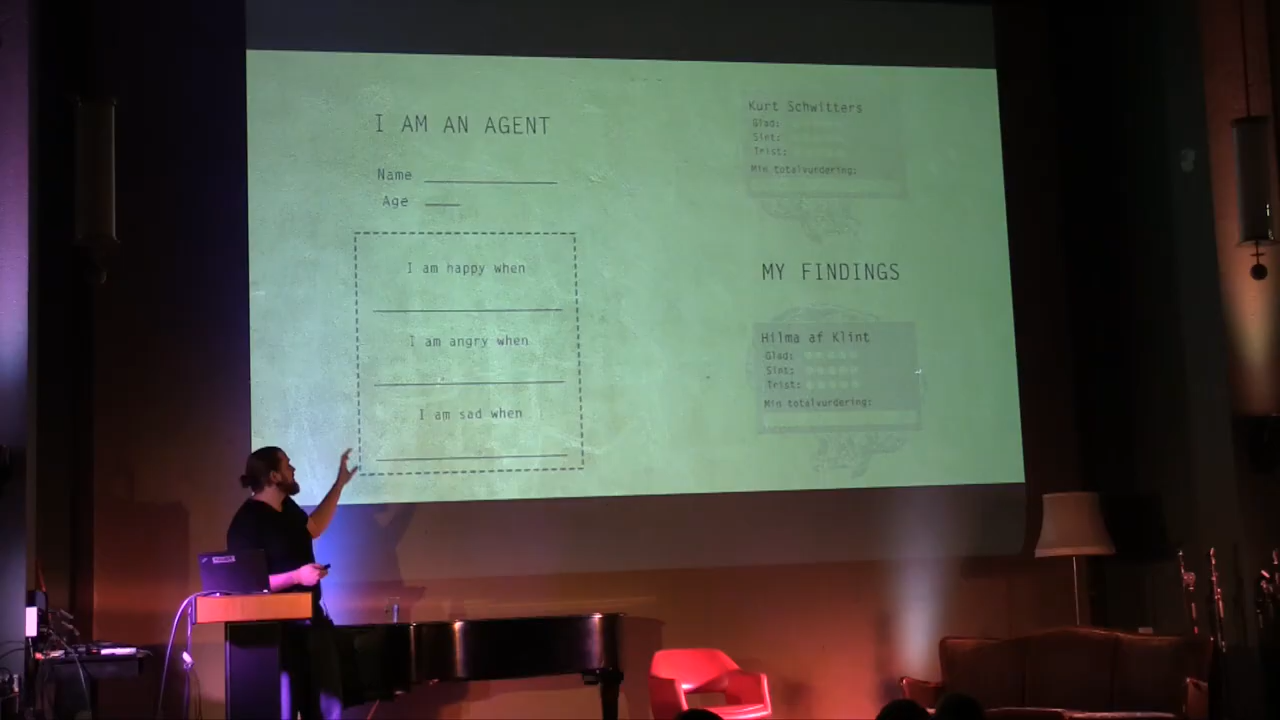 I AM AN AGENT
Name
Age
I am happy when
I am angry when
I am sad when
Kurt Schwitters
Glad:
Sint:
Trist:
Min totalvurdering:
MY FINDINGS
Hilma af Klint
Glad:
Sint:
Trist:
Min totalvurdering: